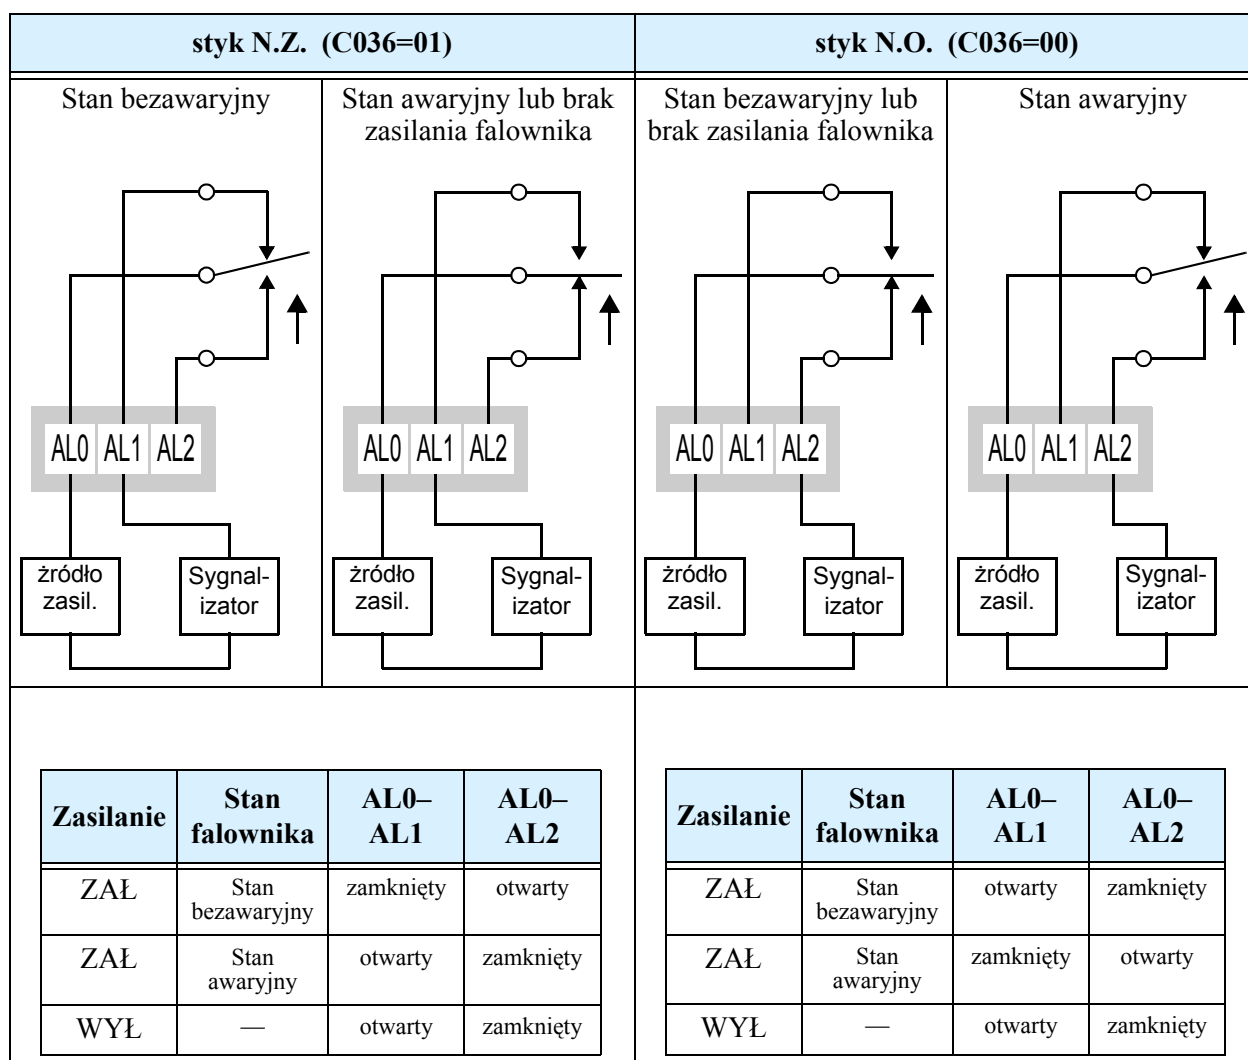 styk N.Z. (C036=01)
styk N.O. (C036=00)
Stan bezawaryjny
Stan awaryjny lub brak
zasilania falownika
Stan bezawaryjny lub
brak zasilania falownika
Stan awaryjny
AL0 AL1 AL2
AL0 AL1 AL2
AL0 AL1 AL2
AL0 AL1 AL2
żródło
zasil.
Sygnal-
izator
żródło
zasil.
Sygnal-
izator
żródło
zasil.
Sygnal-
izator
żródło
zasil.
Sygnal-
izator
Zasilanie Stan falownika AL0–AL1 AL0–AL2
ZAŁ Stan bezawaryjny zamknięty otwarty
ZAŁ Stan awaryjny otwarty zamknięty
WYŁ — otwarty zamknięty
Zasilanie Stan falownika AL0–AL1 AL0–AL2
ZAŁ Stan bezawaryjny otwarty zamknięty
ZAŁ Stan awaryjny zamknięty otwarty
WYŁ — otwarty zamknięty